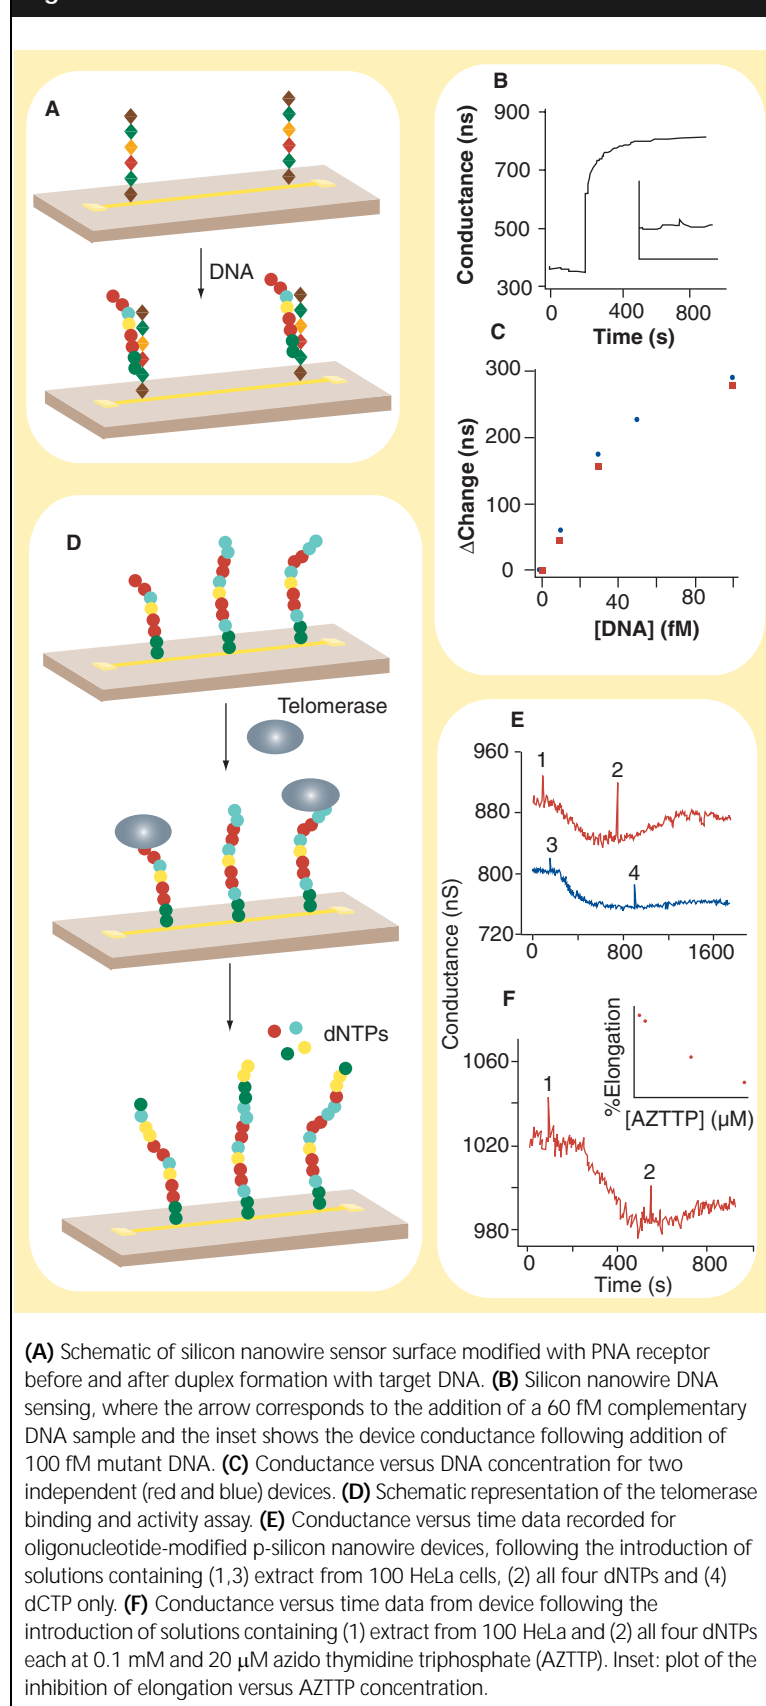 A
DNA
B
Conductance (ns)
900
700
500
300
0
400
800
Time (s)
C
ΔChange (ns)
300
200
100
0
0
40
80
[DNA] (fM)
D
Telomerase
dNTPs
E
Conductance (nS)
960
880
800
720
1
2
3
4
0
800
1600
F
%Elongation
[AZTTP] (µM)
1060
1020
980
1
2
0
400
800
Time (s)
(A) Schematic of silicon nanowire sensor surface modified with PNA receptor
before and after duplex formation with target DNA. (B) Silicon nanowire DNA
sensing, where the arrow corresponds to the addition of a 60 fM complementary
DNA sample and the inset shows the device conductance following addition of
100 fM mutant DNA. (C) Conductance versus DNA concentration for two
independent (red and blue) devices. (D) Schematic representation of the telomerase
binding and activity assay. (E) Conductance versus time data recorded for
oligonucleotide-modified p-silicon nanowire devices, following the introduction of
solutions containing (1,3) extract from 100 HeLa cells, (2) all four dNTPs and (4)
dCTP only. (F) Conductance versus time data from device following the
introduction of solutions containing (1) extract from 100 HeLa and (2) all four dNTPs
each at 0.1 mM and 20 µM azido thymidine triphosphate (AZTTP). Inset: plot of the
inhibition of elongation versus AZTTP concentration.